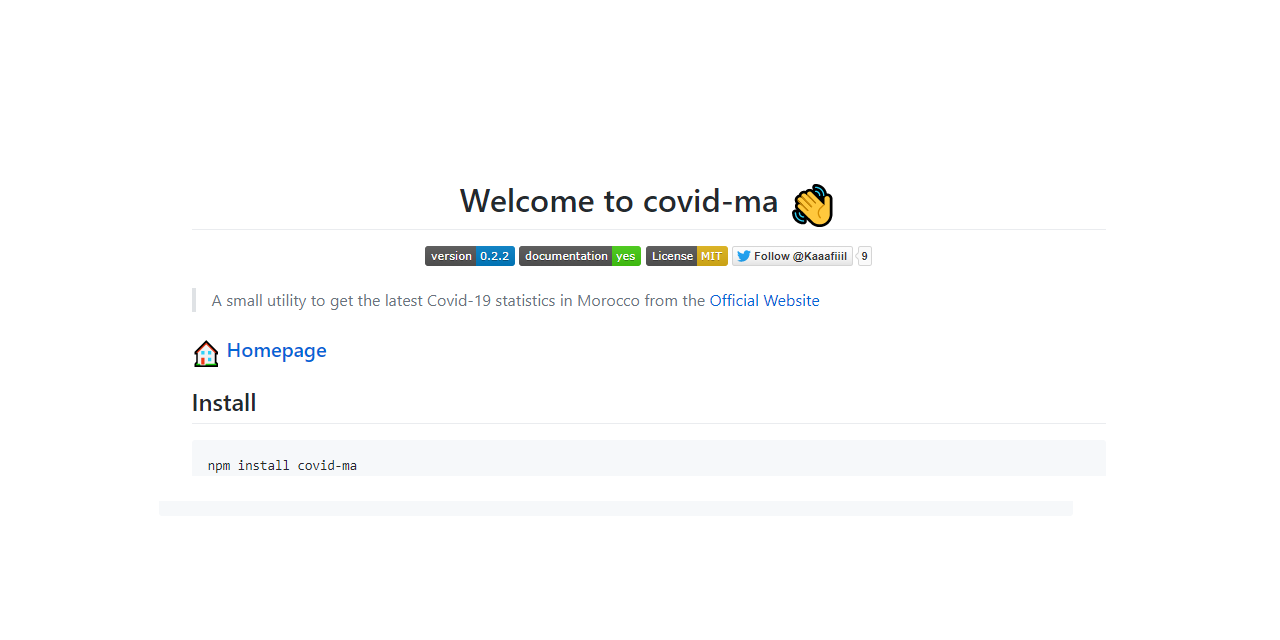 Welcome to covid-ma
version 0.2.2 documentation yes License MIT Follow @Kaaafiiil 9
A small utility to get the latest Covid-19 statistics in Morocco from the Official Website
Homepage
Install
npm install covid-ma